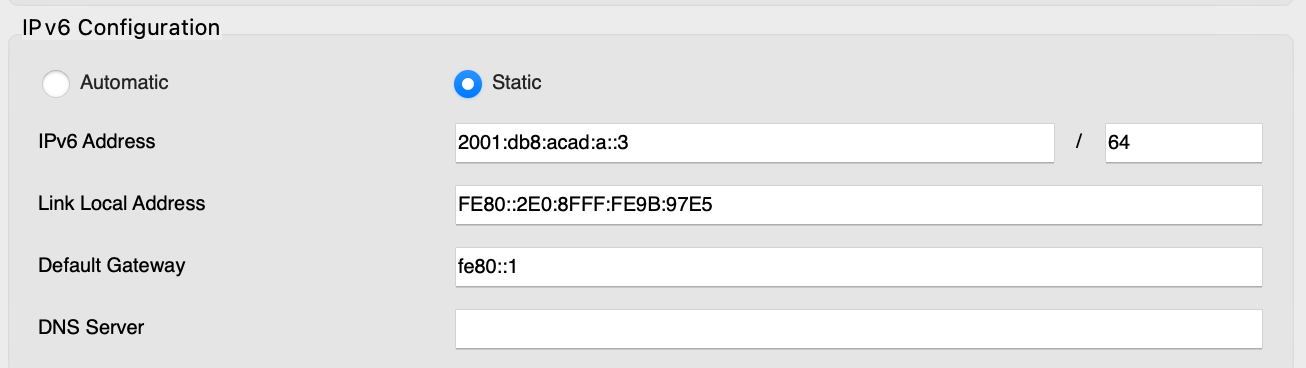 IPv6 Configuration
Automatic Static
IPv6 Address 2001:db8:acad:a::3 / 64
Link Local Address FE80::2E0:8FFF:FE9B:97E5
Default Gateway fe80::1
DNS Server